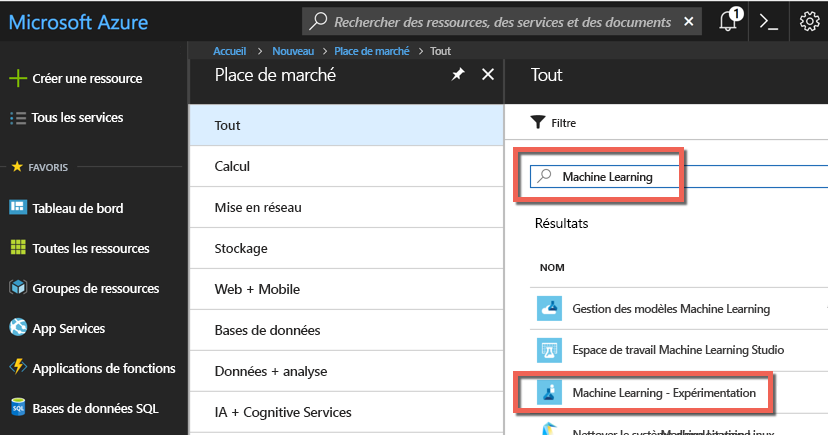 Microsoft Azure
Rechercher des ressources, des services et des documents
1
Accueil > Nouveau > Place de marché > Tout
Créer une ressource
Tous les services
FAVORIS
Tableau de bord
Toutes les ressources
Groupes de ressources
App Services
Applications de fonctions
Bases de données SQL
Place de marché
Tout
Calcul
Mise en réseau
Stockage
Web + Mobile
Bases de données
Données + analyse
IA + Cognitive Services
Tout
Filtre
Machine Learning
Résultats
NOM
Gestion des modèles Machine Learning
Espace de travail Machine Learning Studio
Machine Learning - Expérimentation
Nettoyer le